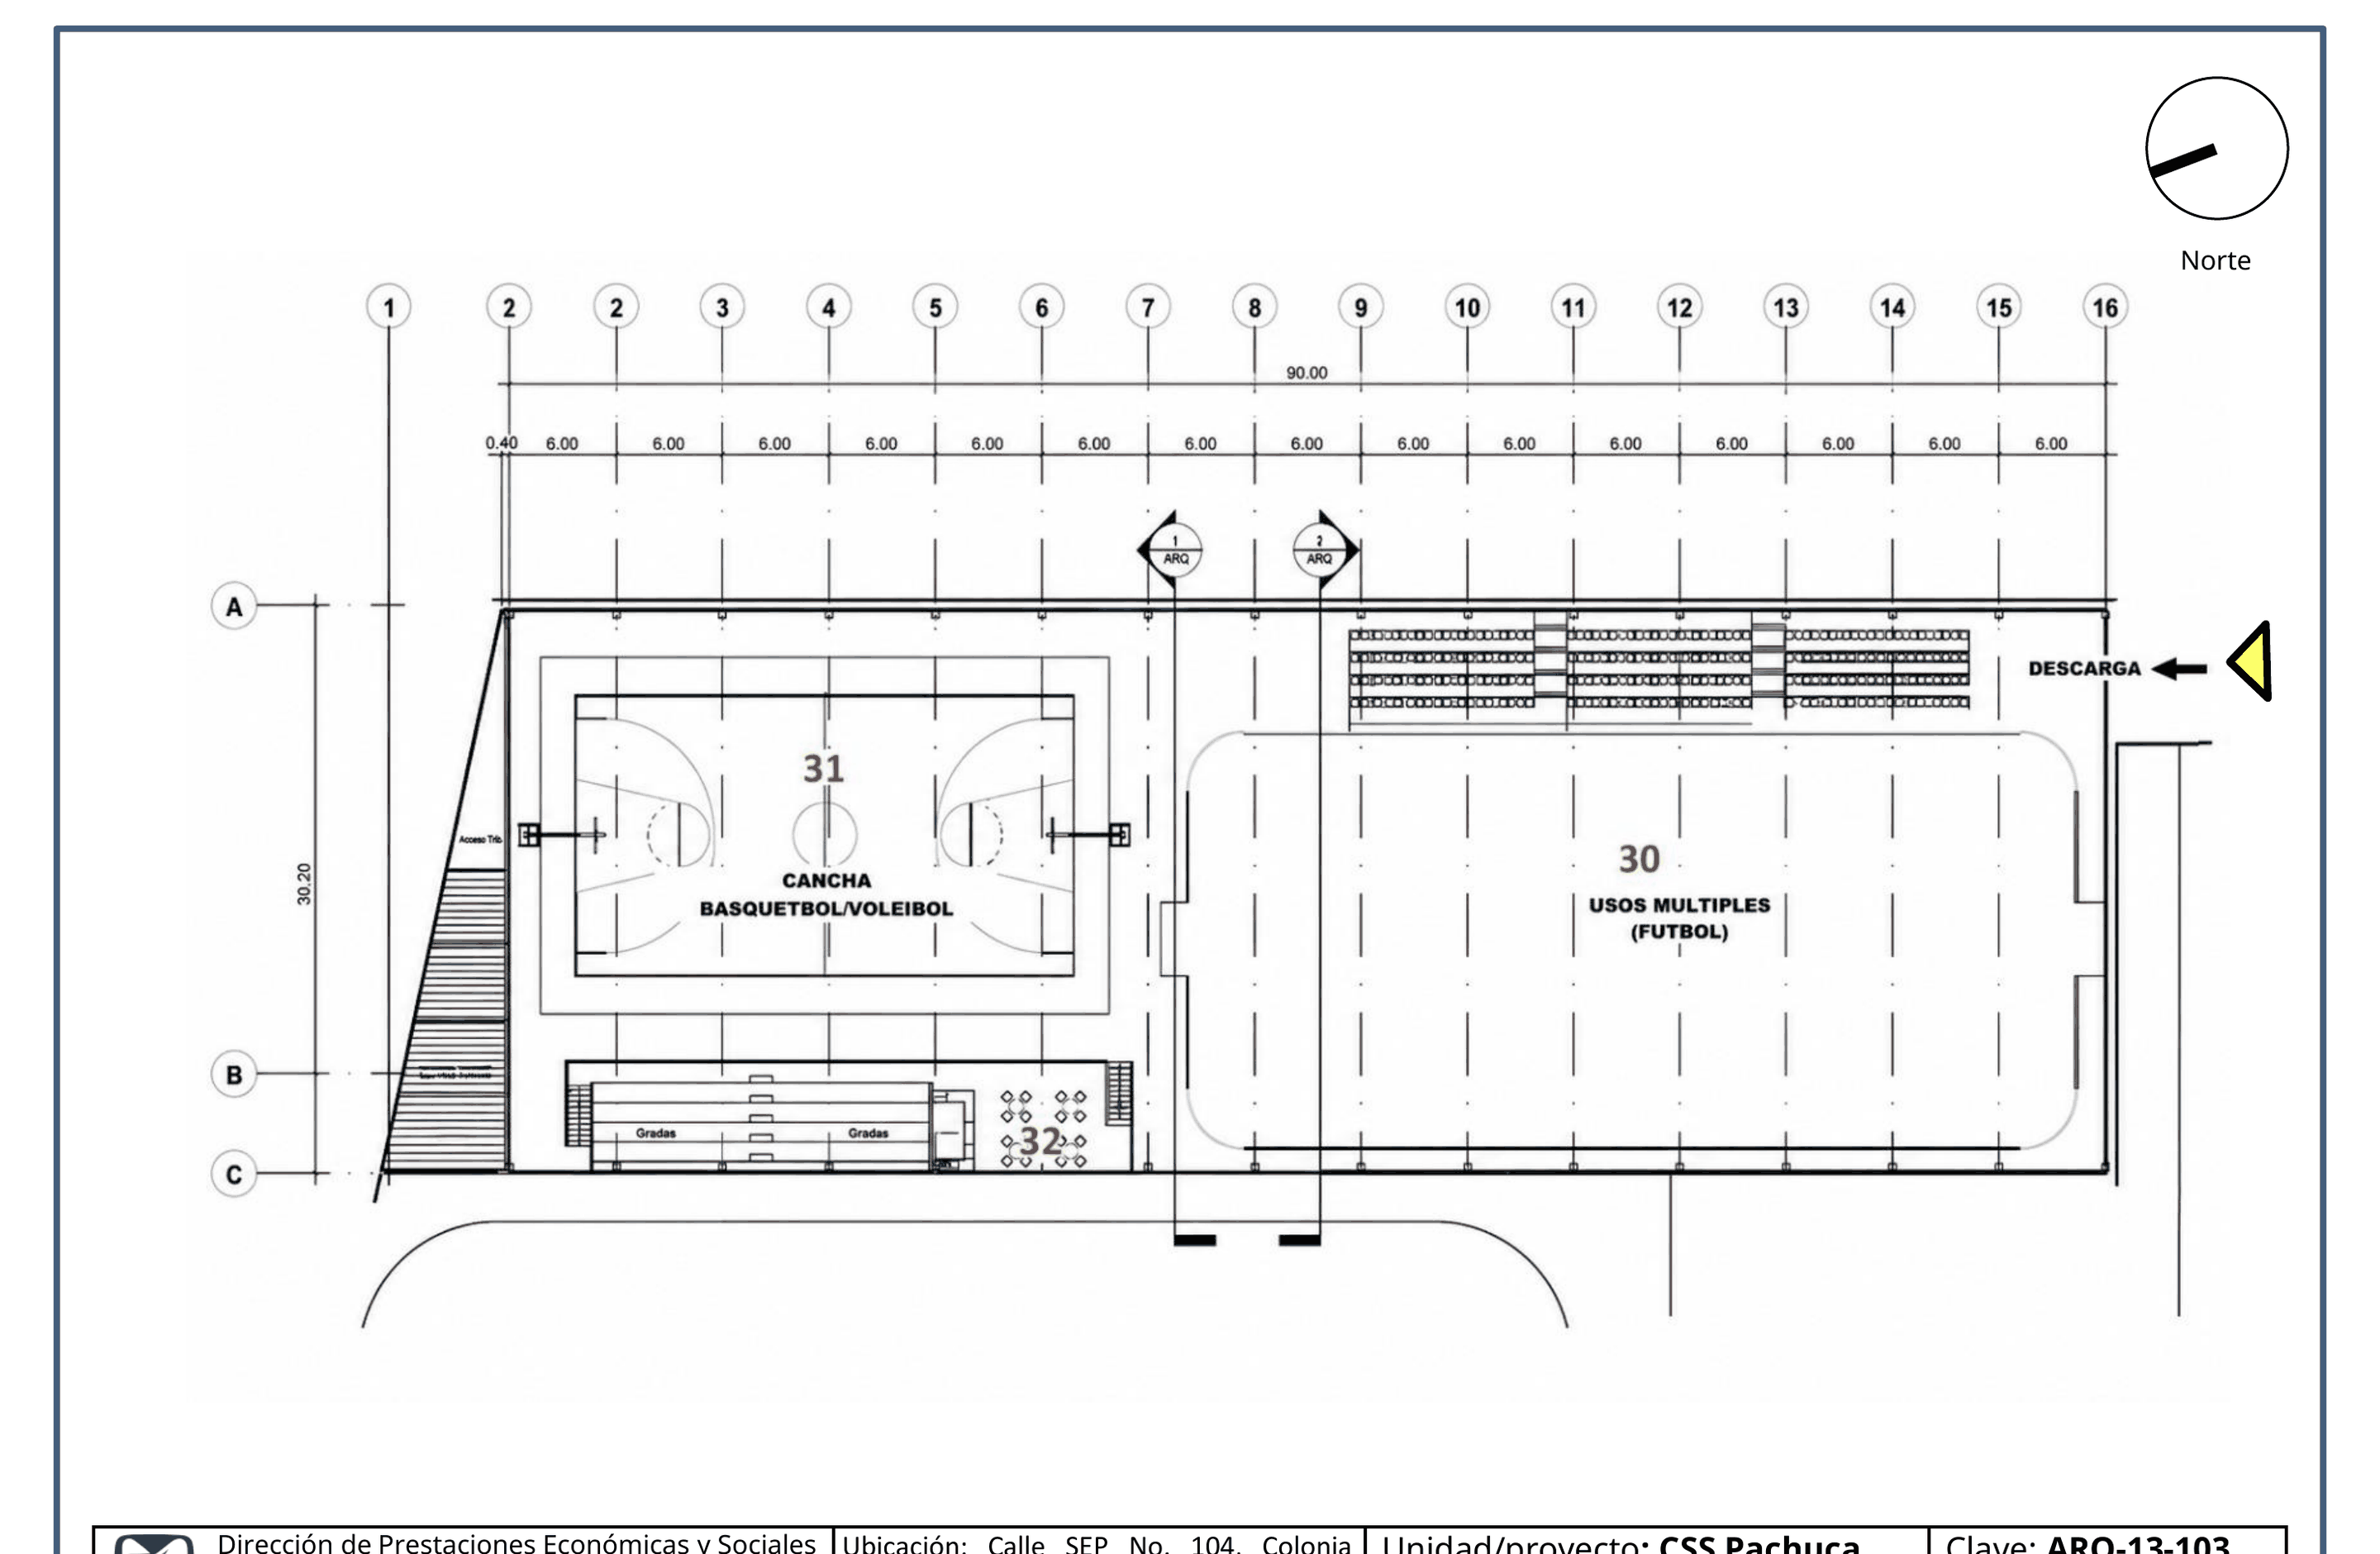 Norte
1 2 2 3 4 5 6 7 8 9 10 11 12 13 14 15 16
90.00
0.40 6.00 6.00 6.00 6.00 6.00 6.00 6.00 6.00 6.00 6.00 6.00 6.00 6.00 6.00 6.00
1
ARQ
2
ARQ
A
DESCARGA
31
Acceso Trib.
30
30.20
CANCHA
BASQUETBOL/VOLEIBOL
USOS MULTIPLES
(FUTBOL)
B
Gradas
Gradas
32
C
Dirección de Prestaciones Económicas y Sociales
Ubicación: Calle SEP No. 104. Colonia
Unidad/proyecto: CSS Pachuca
Clave: ARQ-13-103